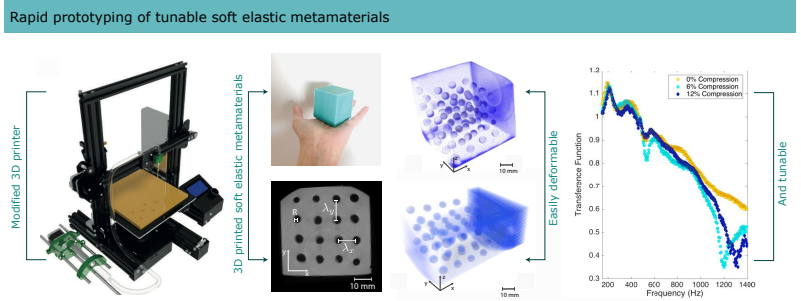 Rapid prototyping of tunable soft elastic metamaterials
Modified 3D printer
3D printed soft elastic metamaterials
R
λy
λx
y
x
10 mm
z
y
x
10 mm
z
y
x
10 mm
Easily deformable
Transference Function
1.2
1.1
1
0.9
0.8
0.7
0.6
0.5
0.4
0.3
200
400
600
800
1000
1200
1400
Frequency (Hz)
0% Compression
6% Compression
12% Compression
And tunable